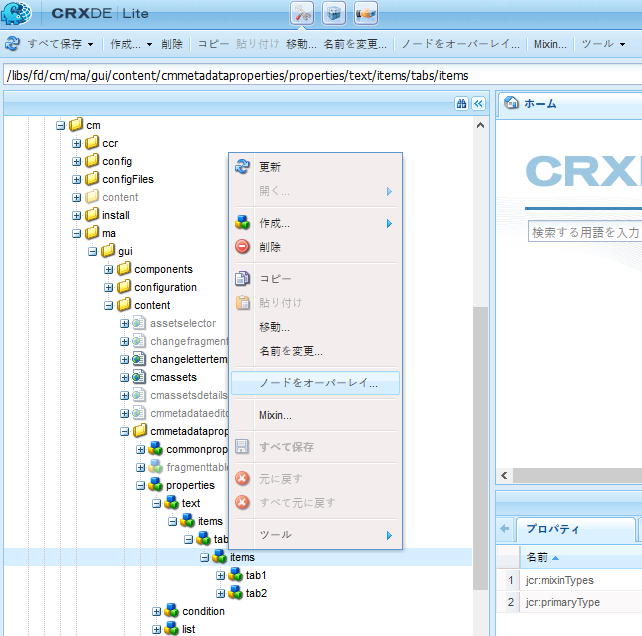 CRXDE | Lite
すべて保存 作成... 削除 コピー 貼り付け 移動... 名前を変更... ノードをオーバーレイ... Mixin... ツール
/libs/fd/cm/ma/gui/content/cmmetadataproperties/properties/text/items/tabs/items
cm
ccr
config
configFiles
content
install
ma
gui
components
configuration
content
assetselector
changefragment
changelettertem
cmassets
cmassetsdetails
cmmetadataedito
cmmetadataprop
commonprop
fragmenttable
properties
text
items
tab
items
tab1
tab2
condition
list
更新
開く...
作成...
削除
コピー
貼り付け
移動...
名前を変更...
ノードをオーバーレイ...
Mixin...
すべて保存
元に戻す
すべて元に戻す
ツール
ホーム
CRX
検索する用語を入力
プロパティ
名前
1 jcr:mixinTypes
2 jcr:primaryType